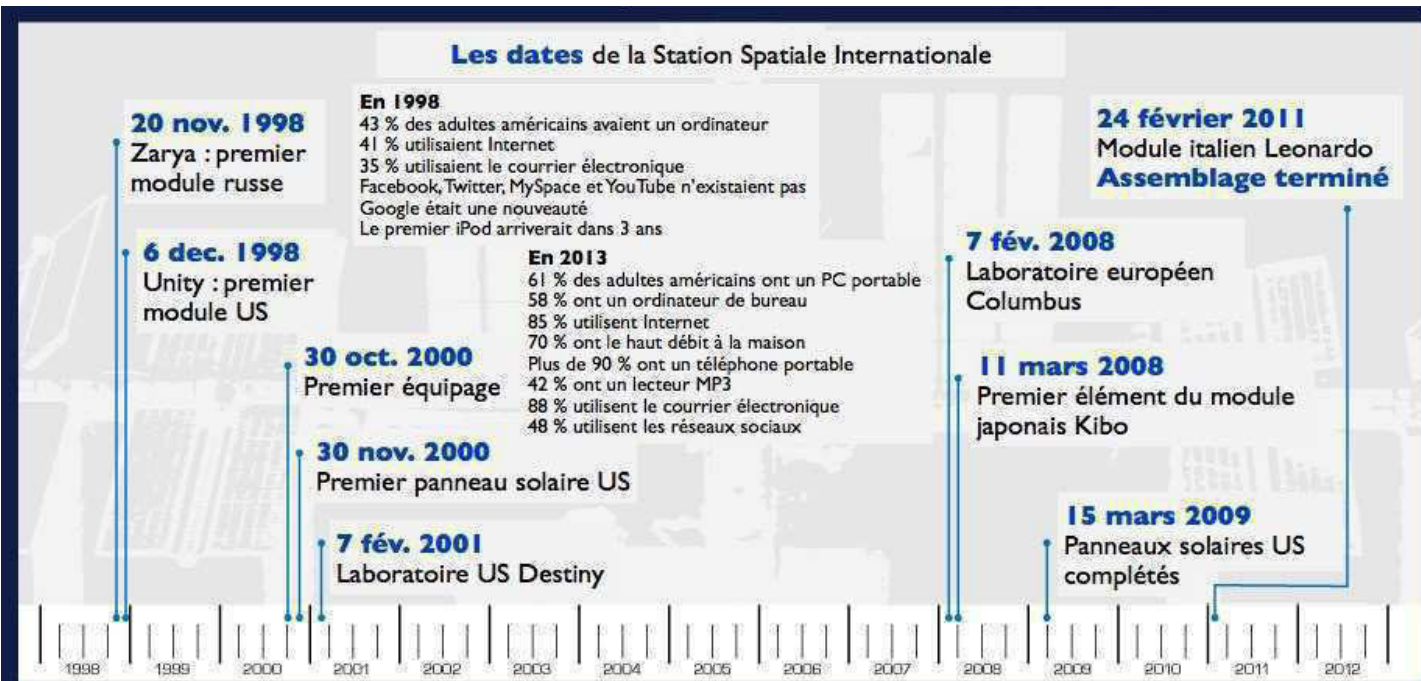 Les dates de la Station Spatiale Internationale
20 nov. 1998
Zarya : premier
module russe
6 dec. 1998
Unity : premier
module US
En 1998
43 % des adultes américains avaient un ordinateur
41 % utilisaient Internet
35 % utilisaient le courrier électronique
Facebook, Twitter, MySpace et YouTube n'existaient pas
Google était une nouveauté
Le premier iPod arriverait dans 3 ans
En 2013
61 % des adultes américains ont un PC portable
58 % ont un ordinateur de bureau
85 % utilisent Internet
70 % ont le haut débit à la maison
Plus de 90 % ont un téléphone portable
42 % ont un lecteur MP3
88 % utilisent le courrier électronique
48 % utilisent les réseaux sociaux
30 oct. 2000
Premier équipage
30 nov. 2000
Premier panneau solaire US
7 fév. 2001
Laboratoire US Destiny
7 fév. 2008
Laboratoire européen
Columbus
11 mars 2008
Premier élément du module
japonais Kibo
15 mars 2009
Panneaux solaires US
complétés
24 février 2011
Module italien Leonardo
Assemblage terminé
1998 1999 2000 2001 2002 2003 2004 2005 2006 2007 2008 2009 2010 2011 2012